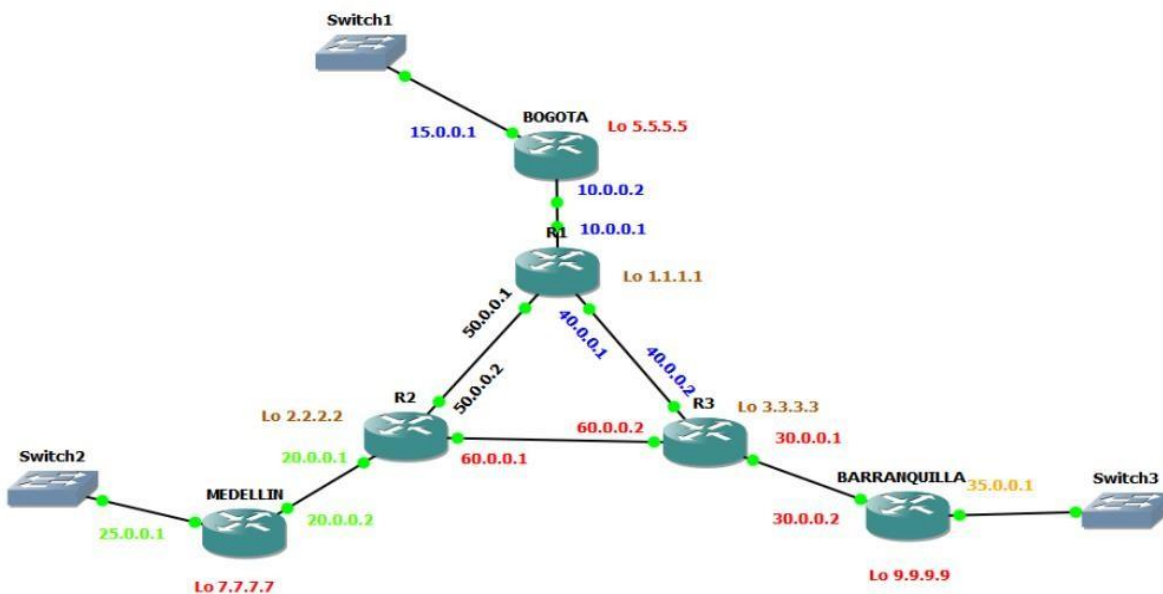 Switch1
BOGOTA
Lo 5.5.5.5
15.0.0.1
10.0.0.2
R1
10.0.0.1
Lo 1.1.1.1
50.0.0.1
40.0.0.1
40.0.0.2
50.0.0.2
R2
R3
Lo 2.2.2.2
Lo 3.3.3.3
60.0.0.2
30.0.0.1
20.0.0.1
60.0.0.1
Switch2
MEDELLIN
BARRANQUILLA
35.0.0.1
Switch3
25.0.0.1
20.0.0.2
30.0.0.2
Lo 7.7.7.7
Lo 9.9.9.9